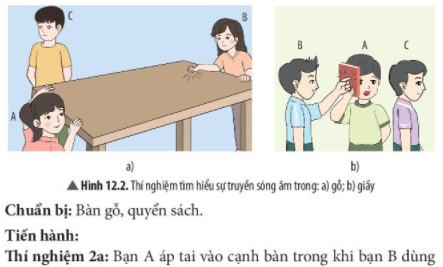 C
B
A
B
A
C
a)
b)
▲ Hình 12.2. Thí nghiệm tìm hiểu sự truyền sóng âm trong: a) gỗ; b) giấy
Chuẩn bị: Bàn gỗ, quyển sách.
Tiến hành:
Thí nghiệm 2a: Bạn A áp tai vào cạnh bàn trong khi bạn B dùng